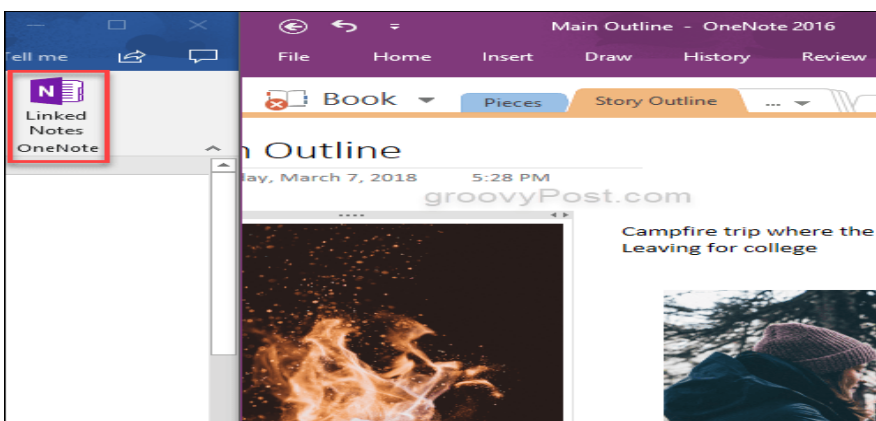 Tell me
Linked
Notes
OneNote
Main Outline - OneNote 2016
File Home Insert Draw History Review
Book Pieces Story Outline ...
Outline
March 7, 2018 5:28 PM
groovyPost.com
Campfire trip where the
Leaving for college